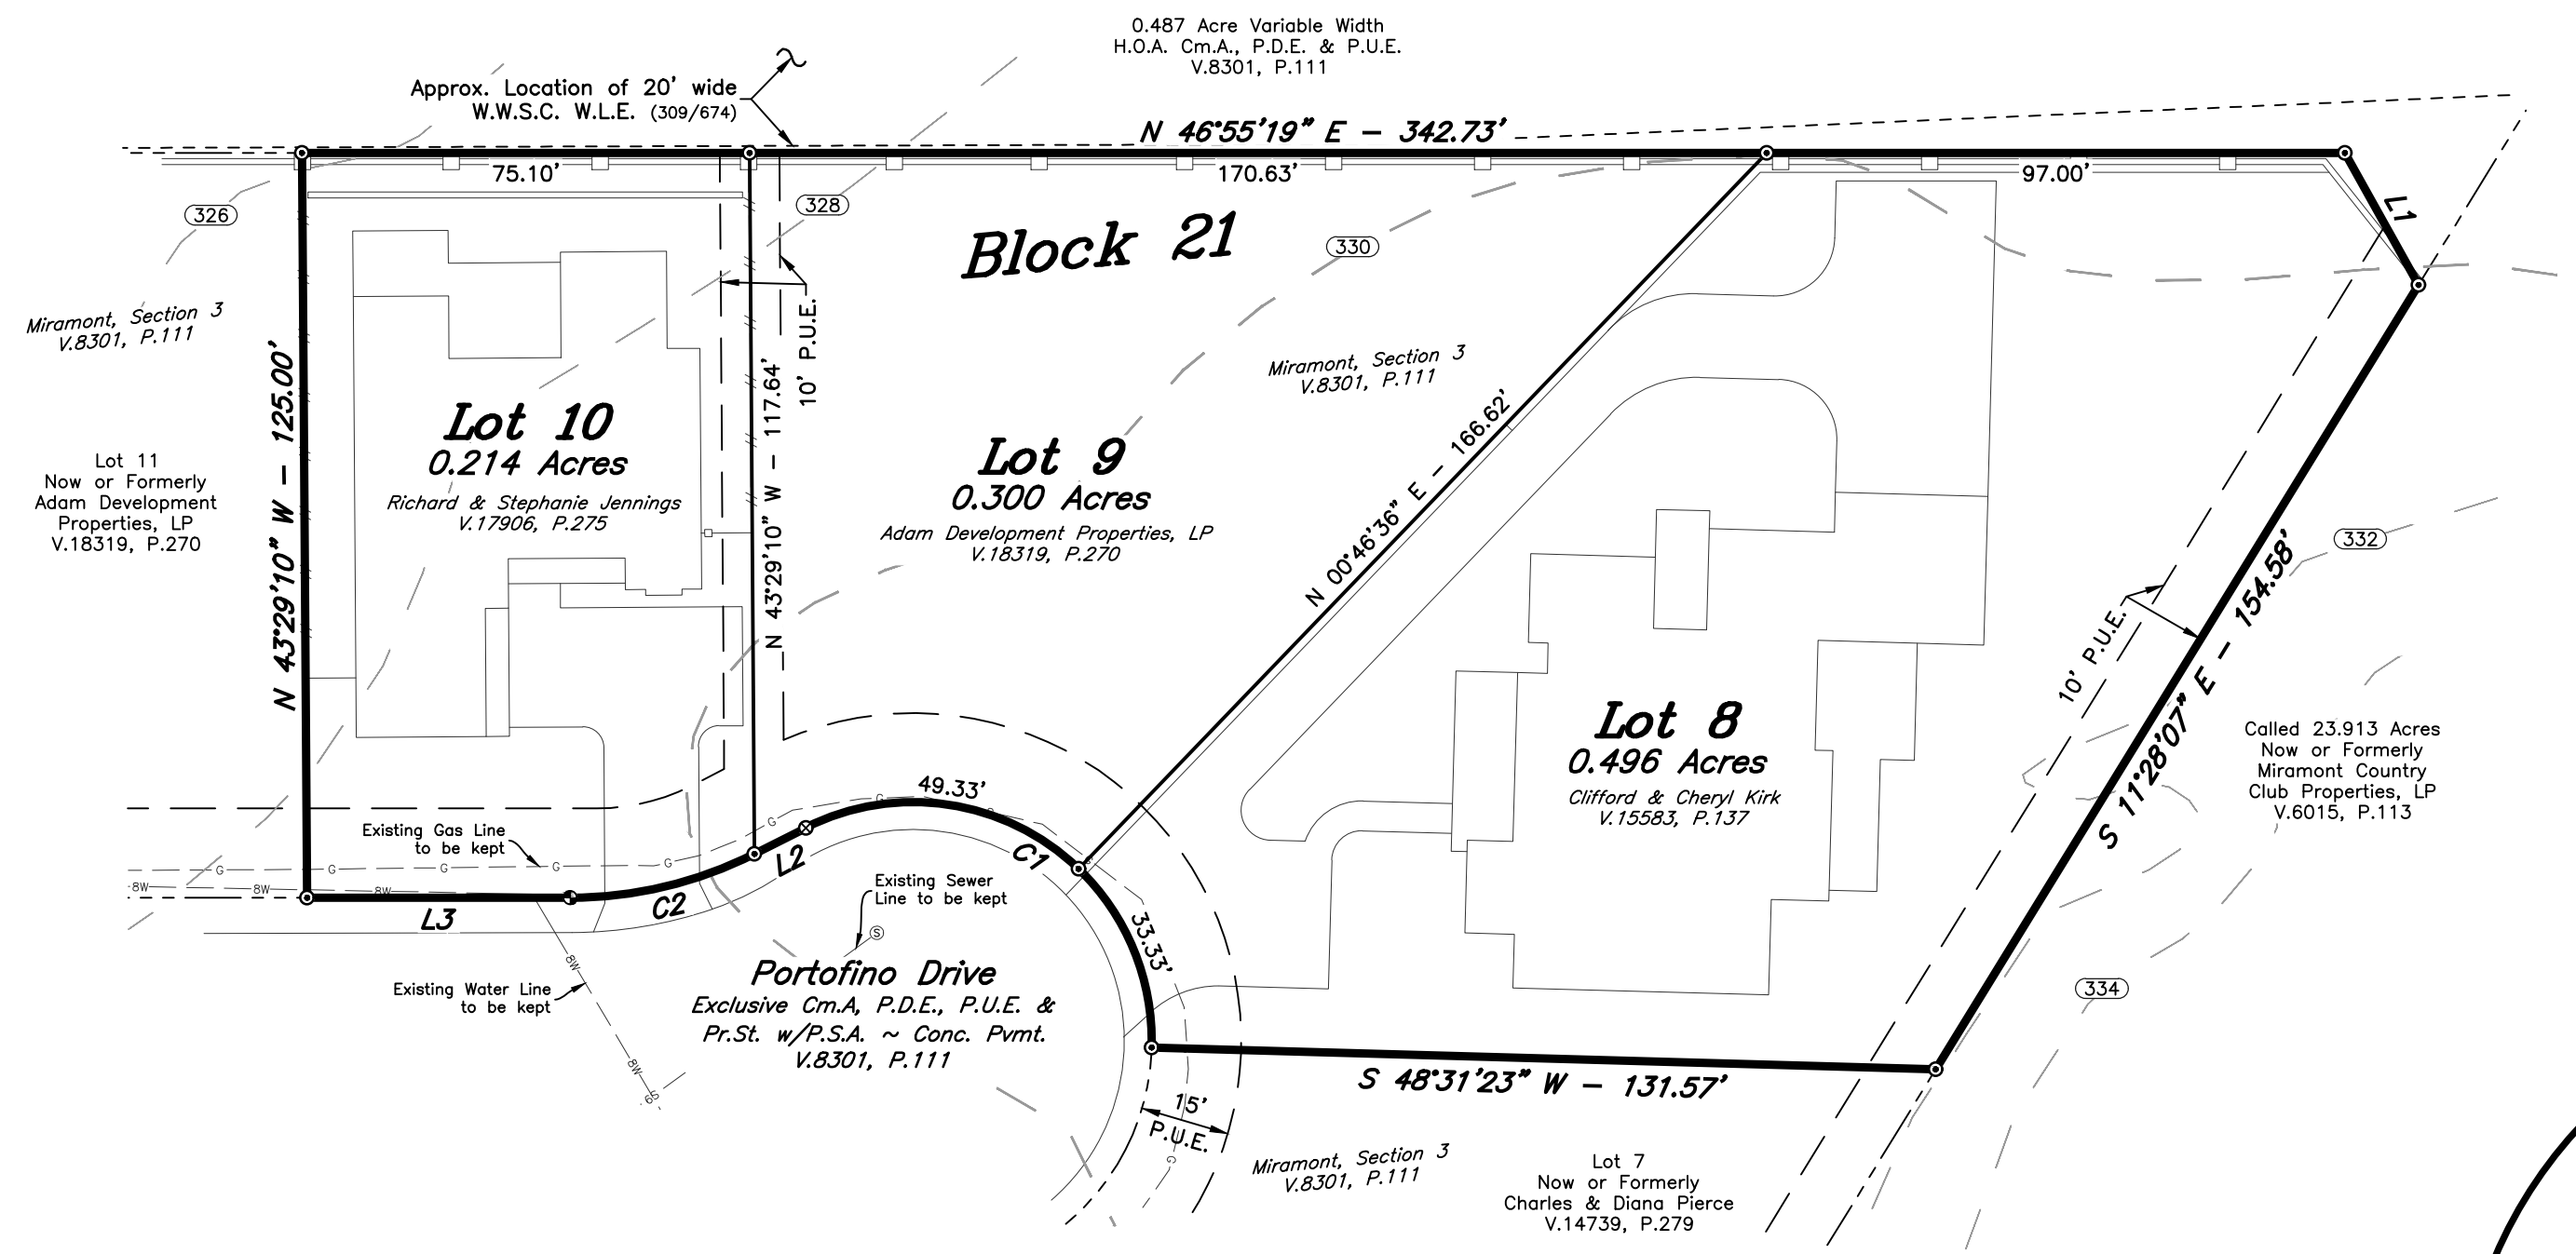 0.487 Acre Variable Width
H.O.A. Cm.A., P.D.E. & P.U.E.
V.8301, P.111
Approx. Location of 20' wide
W.W.S.C. W.L.E. (309/674)
N 46°55'19" E – 342.73'
75.10'
170.63'
97.00'
L1
326
328
330
Block 21
Miramont, Section 3
V.8301, P.111
N 43°29'10" W – 125.00'
10' P.U.E.
N 43°29'10" W – 117.64'
Miramont, Section 3
V.8301, P.111
N 00°46'36" E – 166.62'
Lot 10
0.214 Acres
Richard & Stephanie Jennings
V.17906, P.275
Lot 11
Now or Formerly
Adam Development
Properties, LP
V.18319, P.270
Lot 9
0.300 Acres
Adam Development Properties, LP
V.18319, P.270
332
S 11°28'07" E – 154.58'
10' P.U.E.
Lot 8
0.496 Acres
Clifford & Cheryl Kirk
V.15583, P.137
Called 23.913 Acres
Now or Formerly
Miramont Country
Club Properties, LP
V.6015, P.113
49.33'
G
G
G
Existing Gas Line
to be kept
L2
C1
G
G
G
G
G
8W
8W
8W
L3
C2
Existing Sewer
Line to be kept
S
33.33'
8W
Existing Water Line
to be kept
8W
Portofino Drive
Exclusive Cm.A, P.D.E., P.U.E. &
Pr.St. w/P.S.A. ~ Conc. Pvmt.
V.8301, P.111
334
S 48°31'23" W – 131.57'
15'
P.U.E.
G
Miramont, Section 3
V.8301, P.111
Lot 7
Now or Formerly
Charles & Diana Pierce
V.14739, P.279